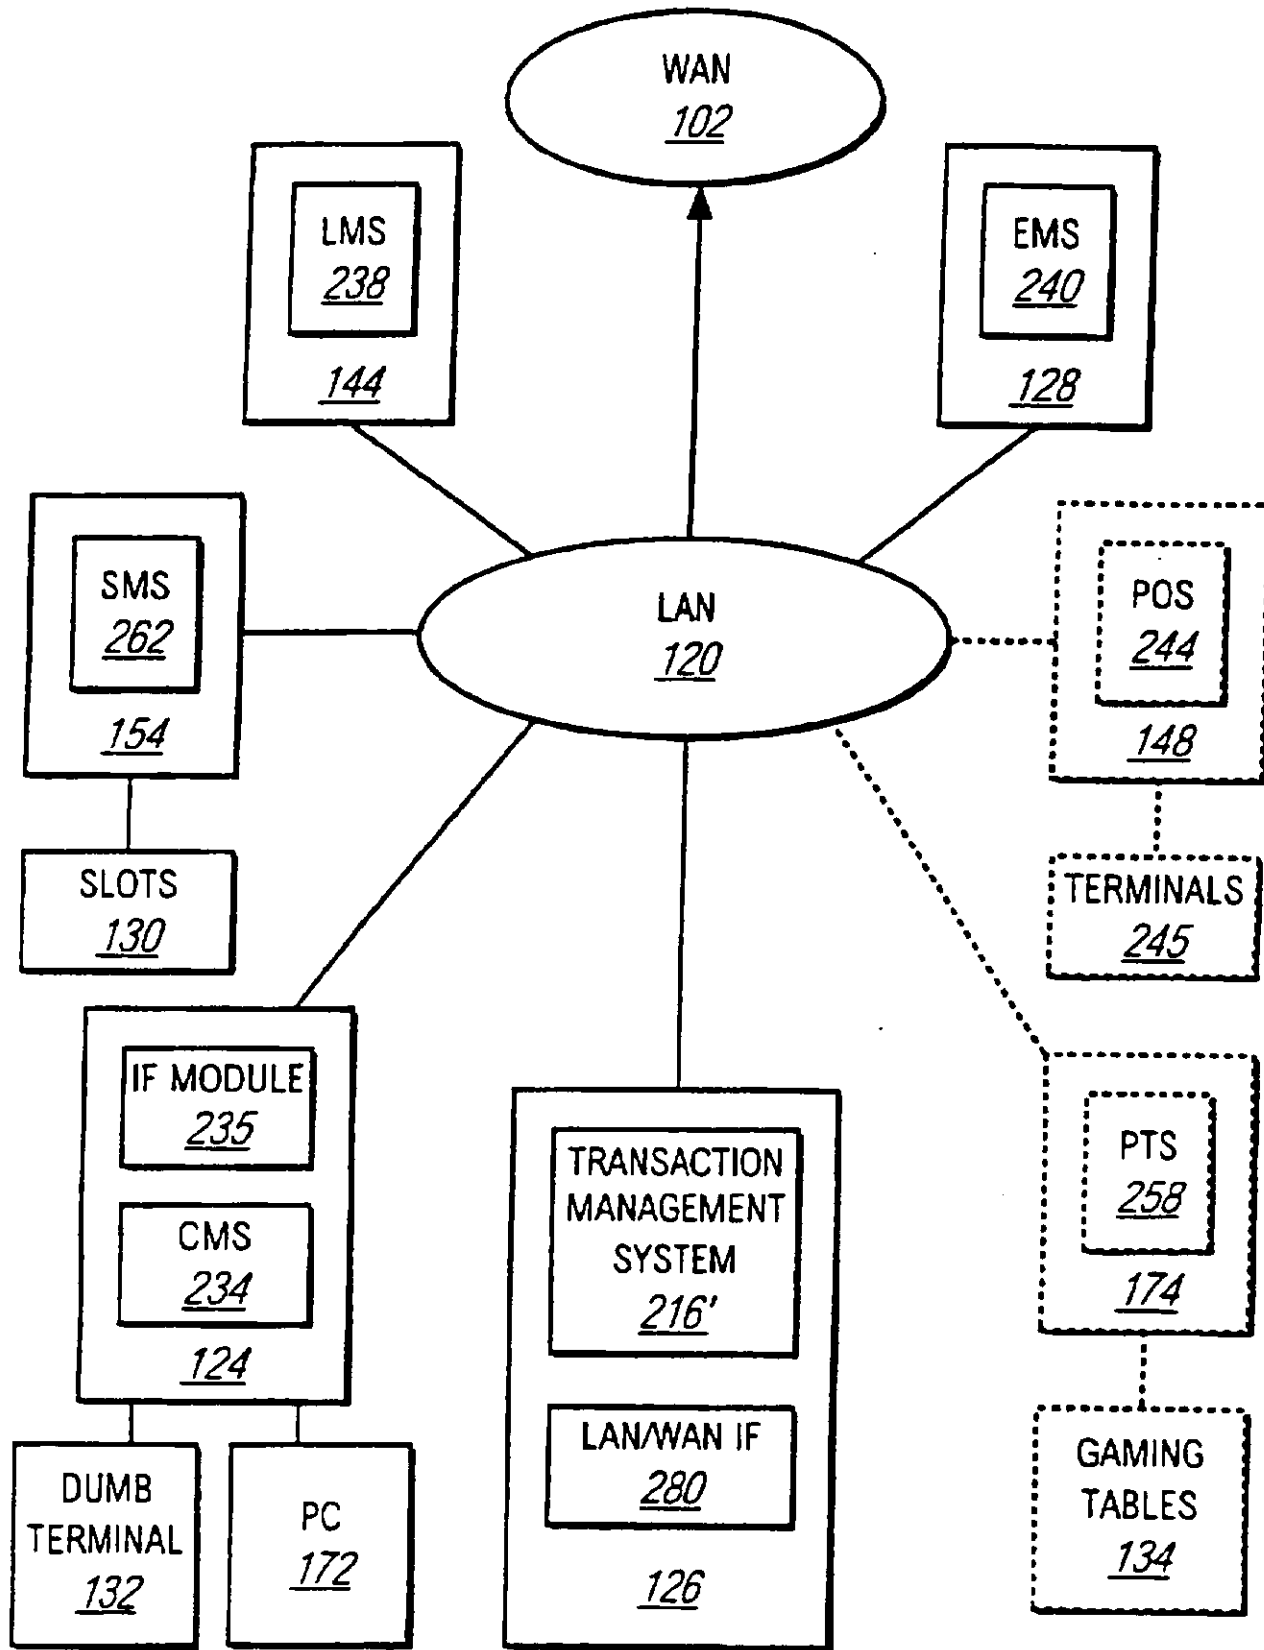 WAN
102
LMS
238
144
EMS
240
128
SMS
262
154
LAN
120
POS
244
148
SLOTS
130
TERMINALS
245
IF MODULE
235
CMS
234
124
TRANSACTION
MANAGEMENT
SYSTEM
216'
LAN/WAN IF
280
126
PTS
258
174
DUMB
TERMINAL
132
PC
172
GAMING
TABLES
134